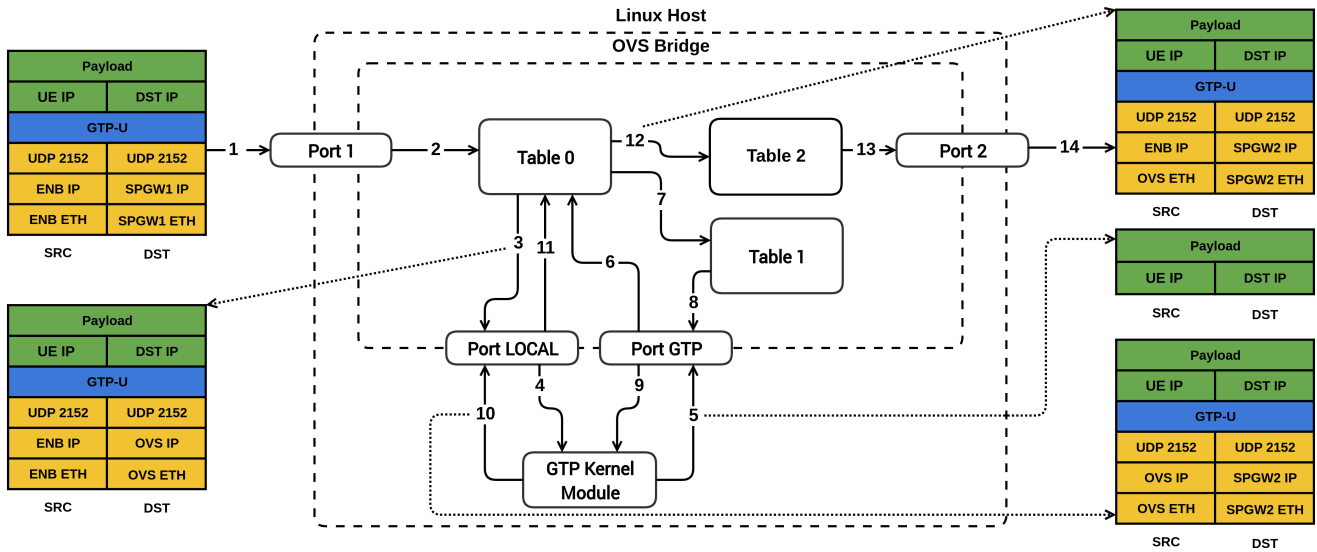 Linux Host
OVS Bridge
Payload
UE IP DST IP
GTP-U
UDP 2152 UDP 2152
ENB IP SPGW1 IP
ENB ETH SPGW1 ETH
SRC DST
1
Port 1
2
Table 0
12
Table 2
13
Port 2
14
7
Table 1
3
11
6
8
Port LOCAL
Port GTP
4
9
10
5
GTP Kernel
Module
Payload
UE IP DST IP
GTP-U
UDP 2152 UDP 2152
ENB IP OVS IP
ENB ETH OVS ETH
SRC DST
Payload
UE IP DST IP
GTP-U
UDP 2152 UDP 2152
ENB IP SPGW2 IP
OVS ETH SPGW2 ETH
SRC DST
Payload
UE IP DST IP
SRC DST
Payload
UE IP DST IP
GTP-U
UDP 2152 UDP 2152
OVS IP SPGW2 IP
OVS ETH SPGW2 ETH
SRC DST